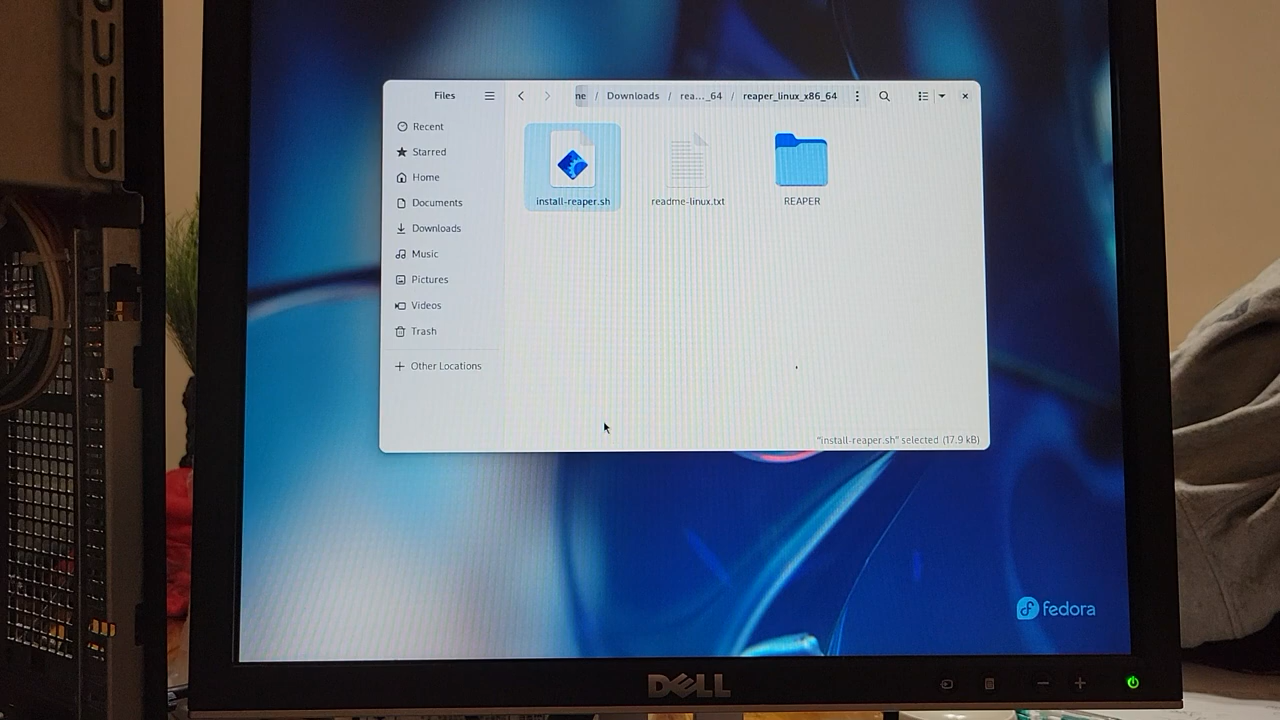 Files
ne / Downloads / rea..._64 / reaper_linux_x86_64
Recent
Starred
Home
Documents
Downloads
Music
Pictures
Videos
Trash
+ Other Locations
install-reaper.sh
readme-linux.txt
REAPER
"install-reaper.sh" selected (17.9 kB)
fedora
DELL